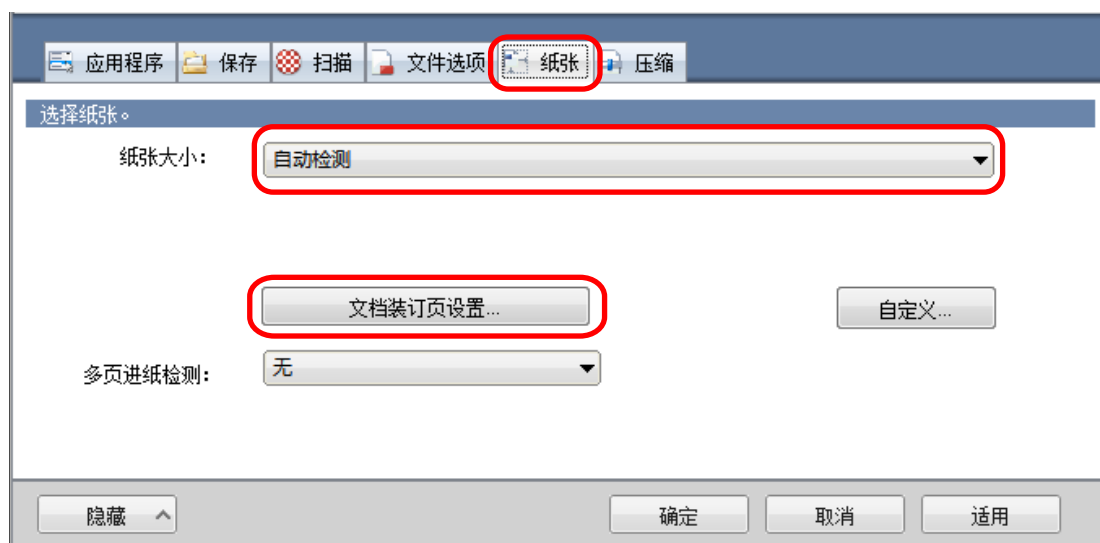 应用程序 保存 扫描 文件选项 纸张 压缩
选择纸张。
纸张大小: 自动检测
文档装订页设置... 自定义...
多页进纸检测: 无
隐藏 确定 取消 适用